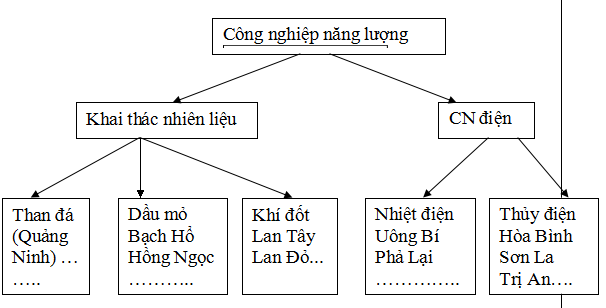 Công nghiệp năng lượng
Khai thác nhiên liệu
CN điện
Than đá
(Quảng
Ninh) …
…..
Dầu mỏ
Bạch Hổ
Hồng Ngọc
………..
Khí đốt
Lan Tây
Lan Đỏ...
Nhiệt điện
Uông Bí
Phả Lại
…………..
Thủy điện
Hòa Bình
Sơn La
Trị An….